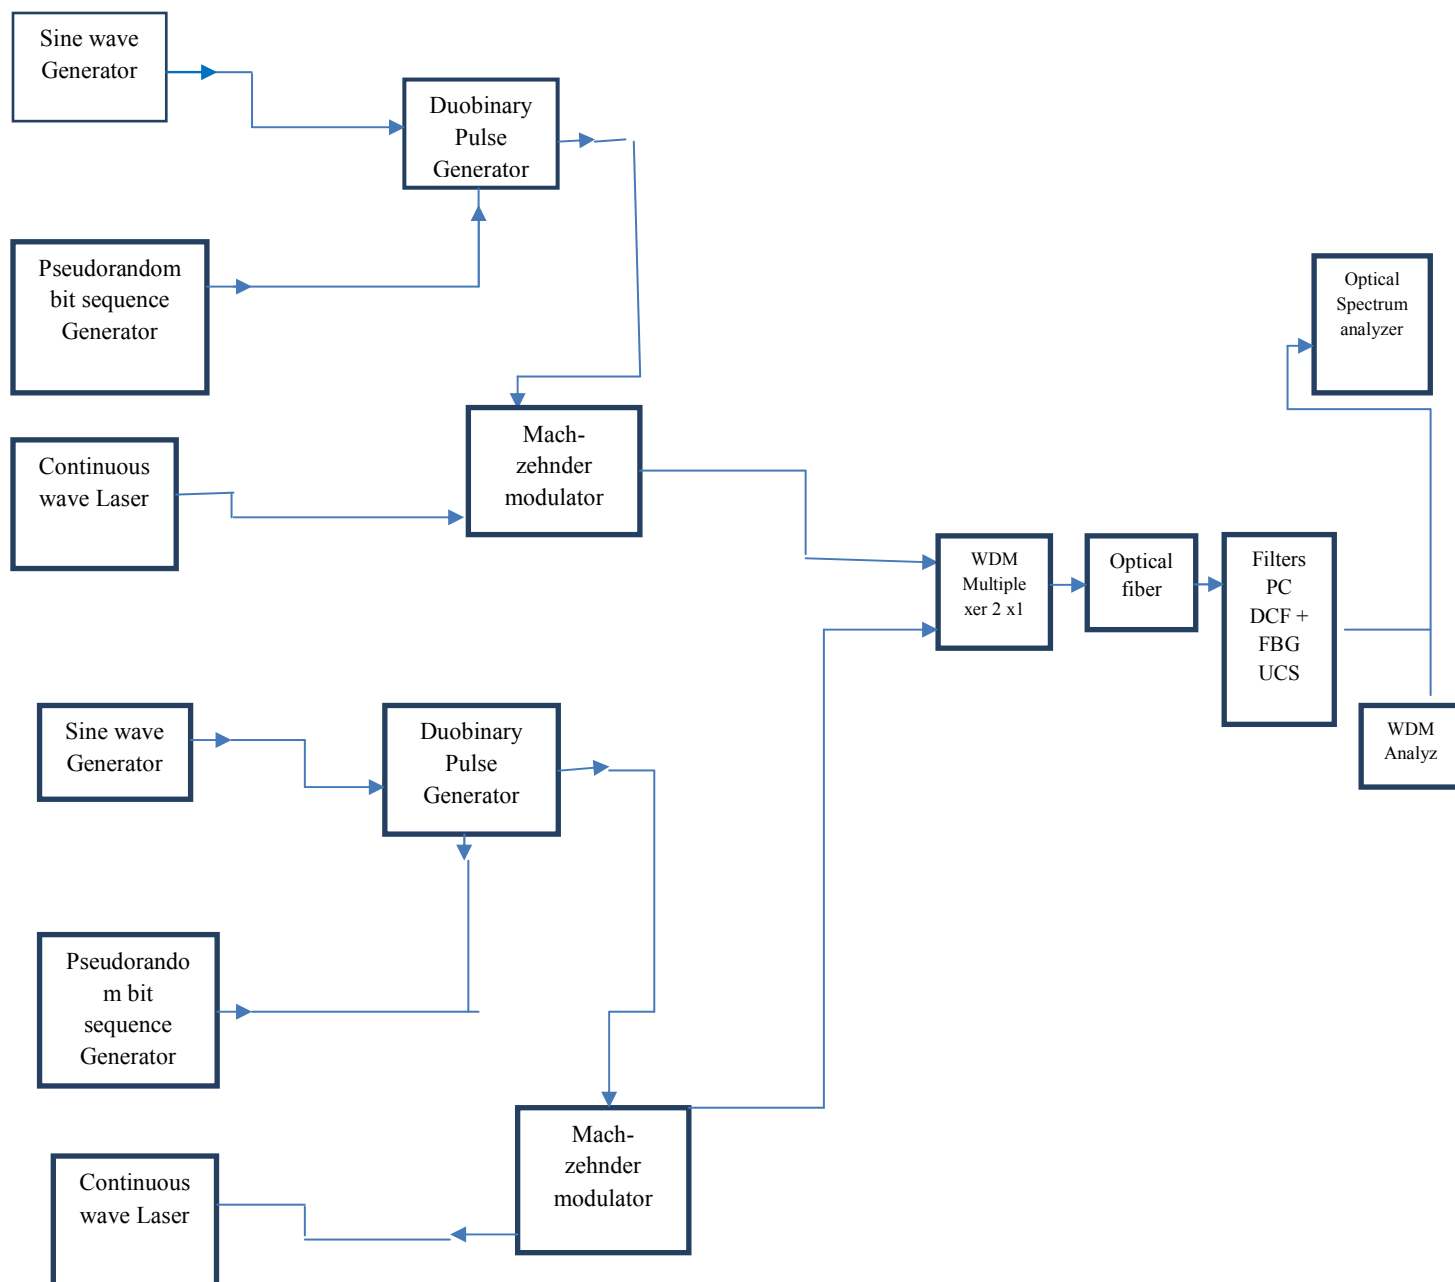 Sine wave
Generator
Duobinary
Pulse
Generator
Pseudorandom
bit sequence
Generator
Optical
Spectrum
analyzer
Continuous
wave Laser
Mach-
zehnder
modulator
WDM
Multiple
xer 2 x1
Optical
fiber
Filters
PC
DCF +
FBG
UCS
Sine wave
Generator
Duobinary
Pulse
Generator
WDM
Analyz
Pseudorando
m bit
sequence
Generator
Mach-
zehnder
modulator
Continuous
wave Laser